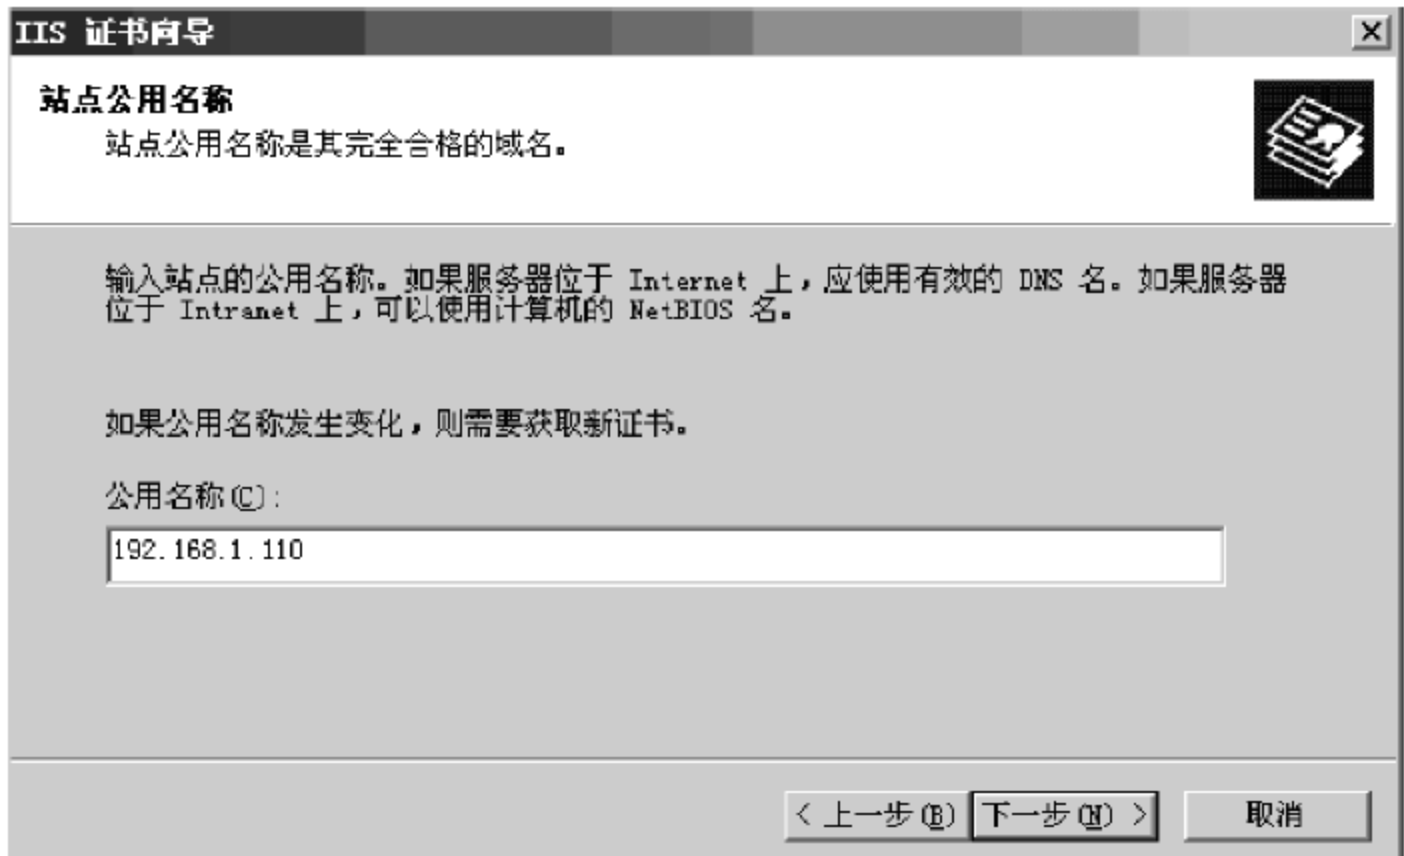 IIS 证书向导
站点公用名称
站点公用名称是其完全合格的域名。
输入站点的公用名称。如果服务器位于 Internet 上，应使用有效的 DNS 名。如果服务器
位于 Intranet 上，可以使用计算机的 NetBIOS 名。
如果公用名称发生变化，则需要获取新证书。
公用名称(C):
192.168.1.110
< 上一步(B) 下一步(N) > 取消